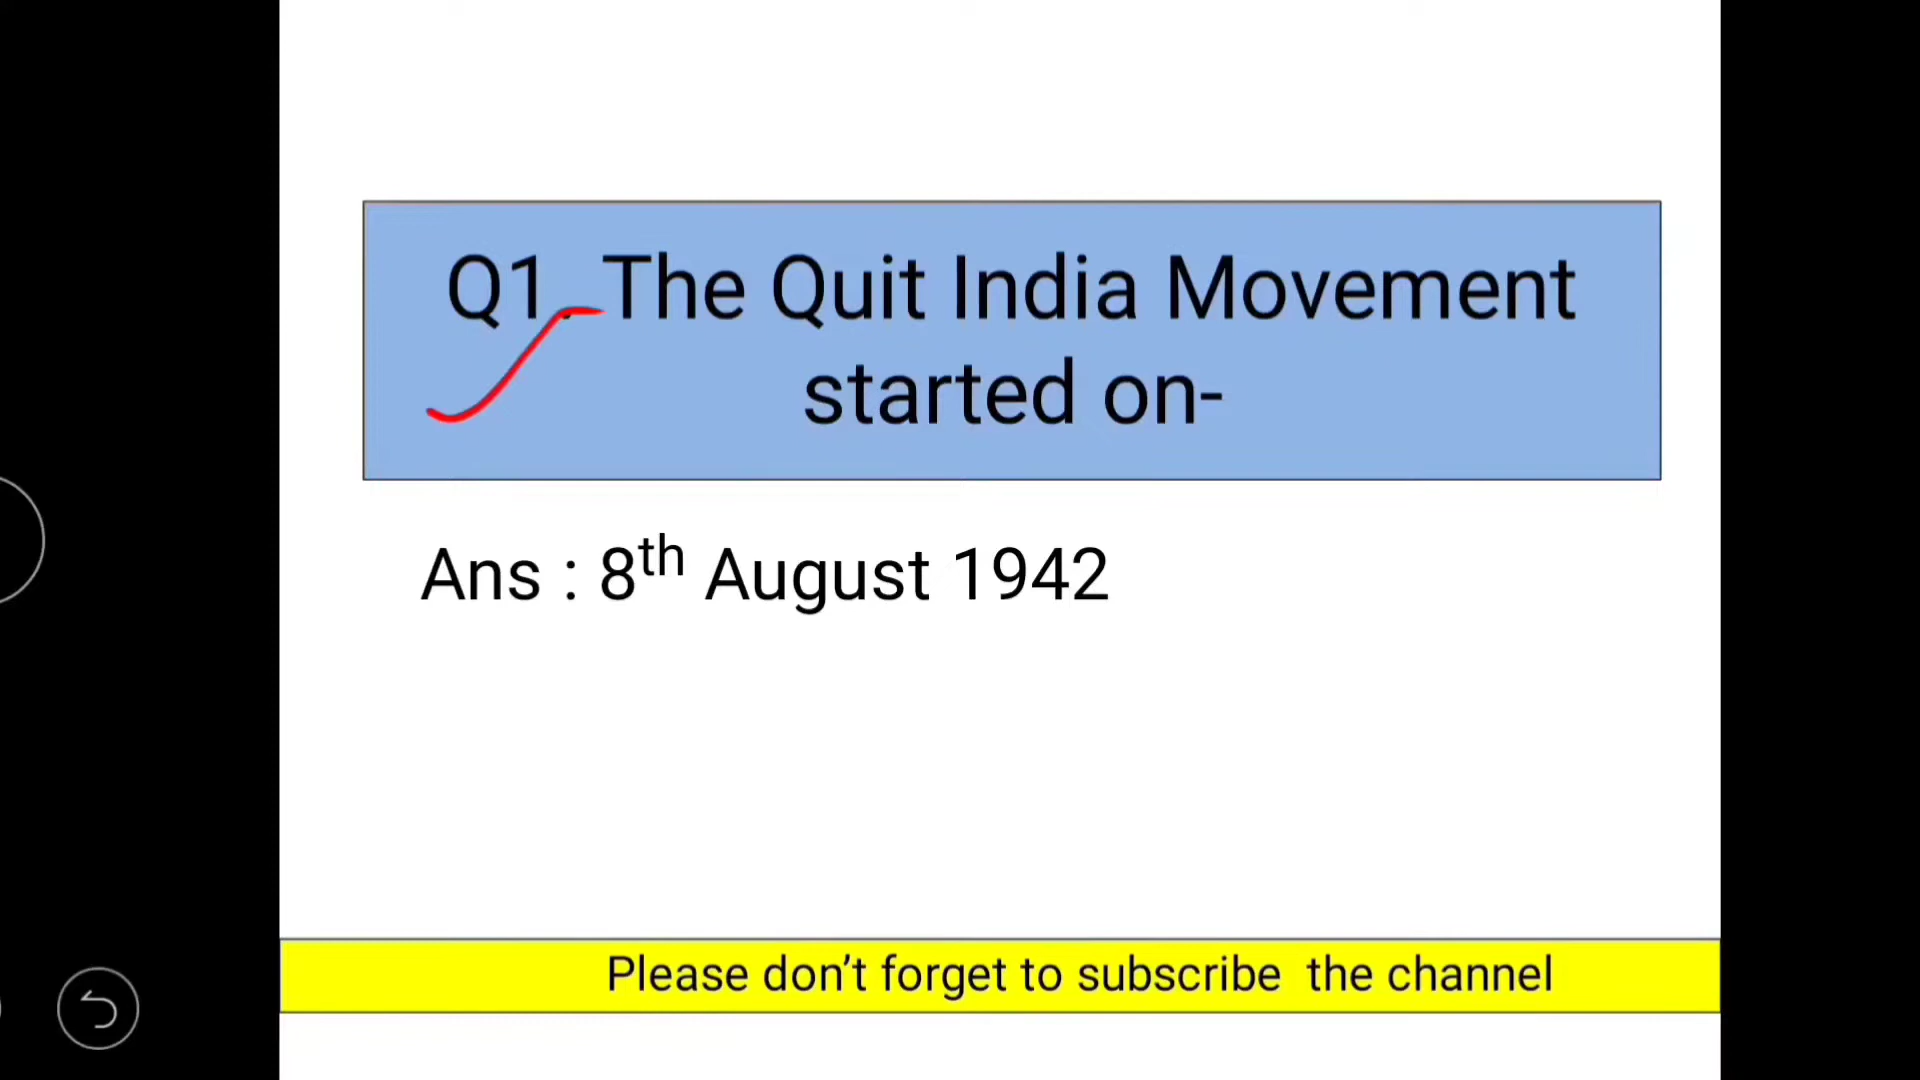 Q1. The Quit India Movement
started on-
Ans : 8th August 1942
Please don’t forget to subscribe  the channel